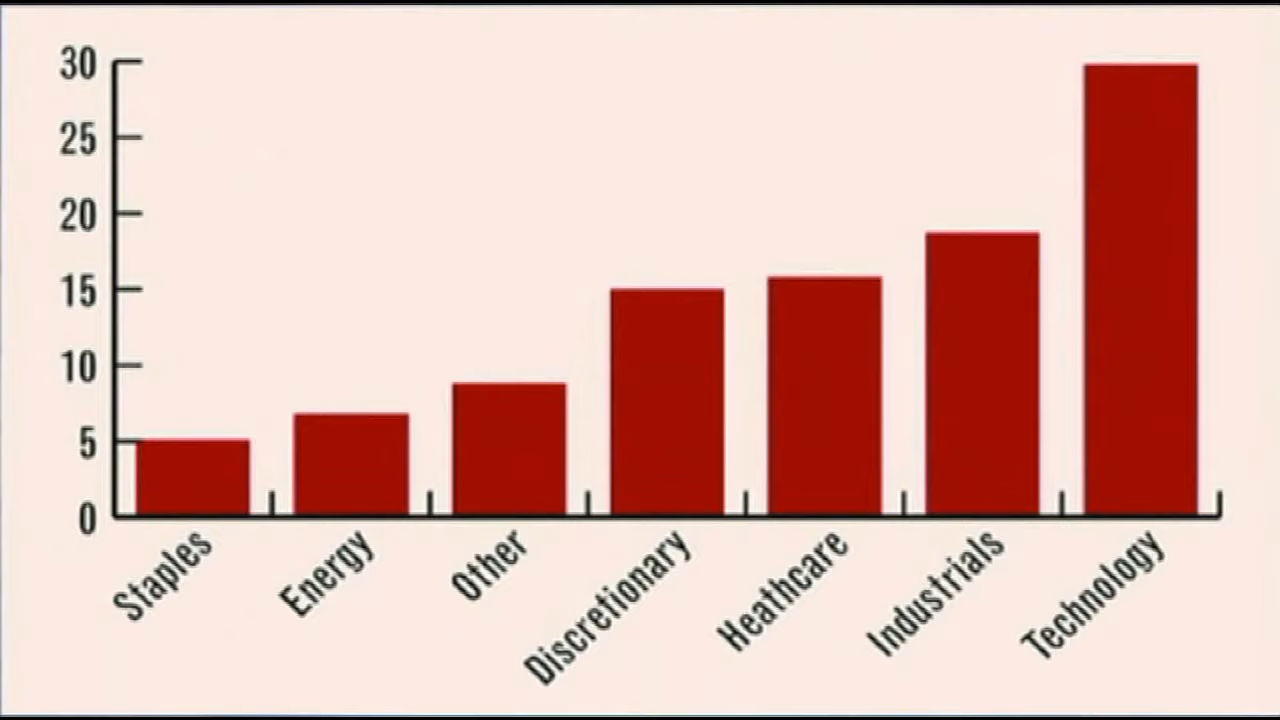 30
25
20
15
10
5
0
Staples
Energy
Other
Discretionary
Heathcare
Industrials
Technology